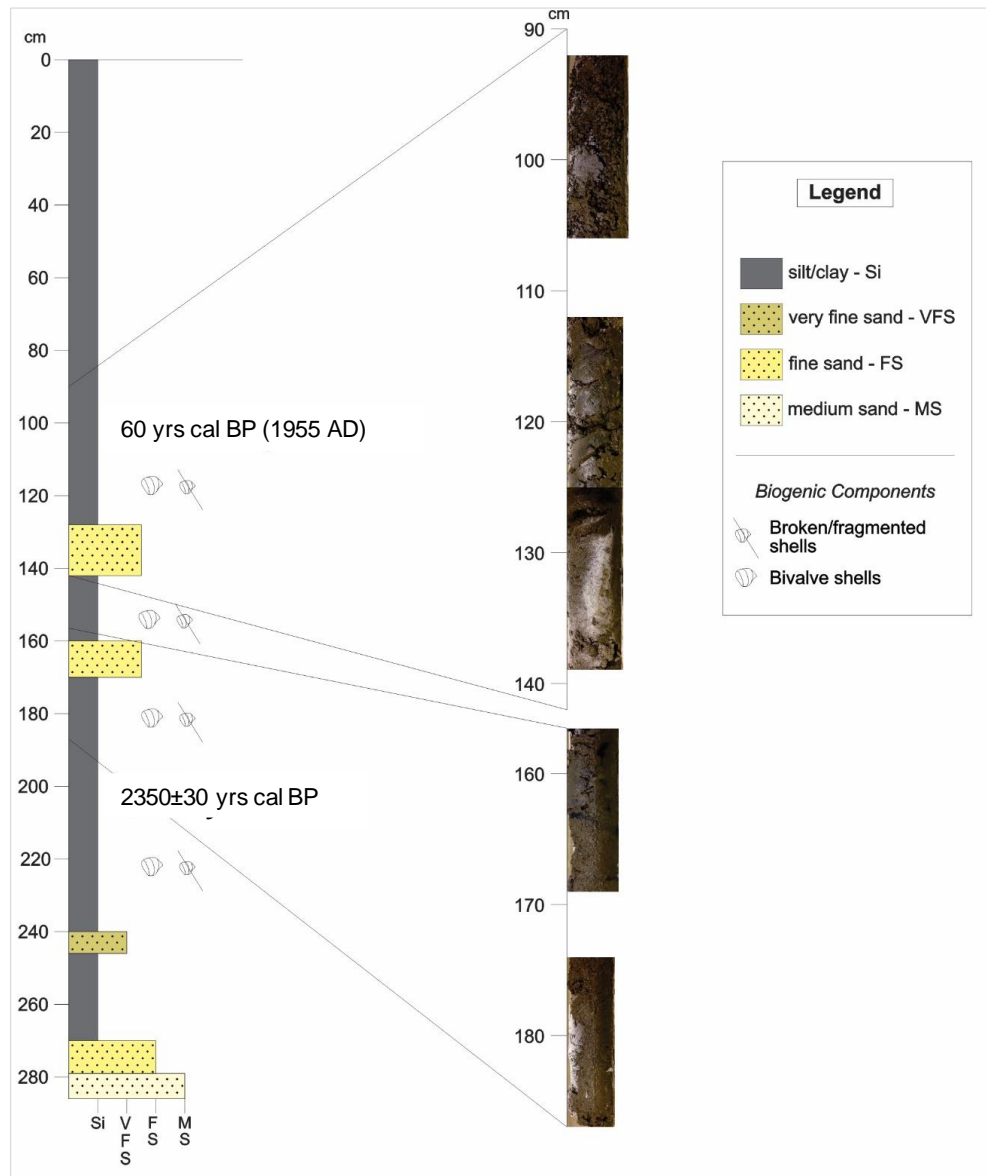 cm
0
20
40
60
80
100
120
140
160
180
200
220
240
260
280
Si
V
F
S
F
S
M
S
60 yrs cal BP (1955 AD)
2350±30 yrs cal BP
cm
90
100
110
120
130
140
160
170
180
Legend
silt/clay - Si
very fine sand - VFS
fine sand - FS
medium sand - MS
Biogenic Components
Broken/fragmented
shells
Bivalve shells